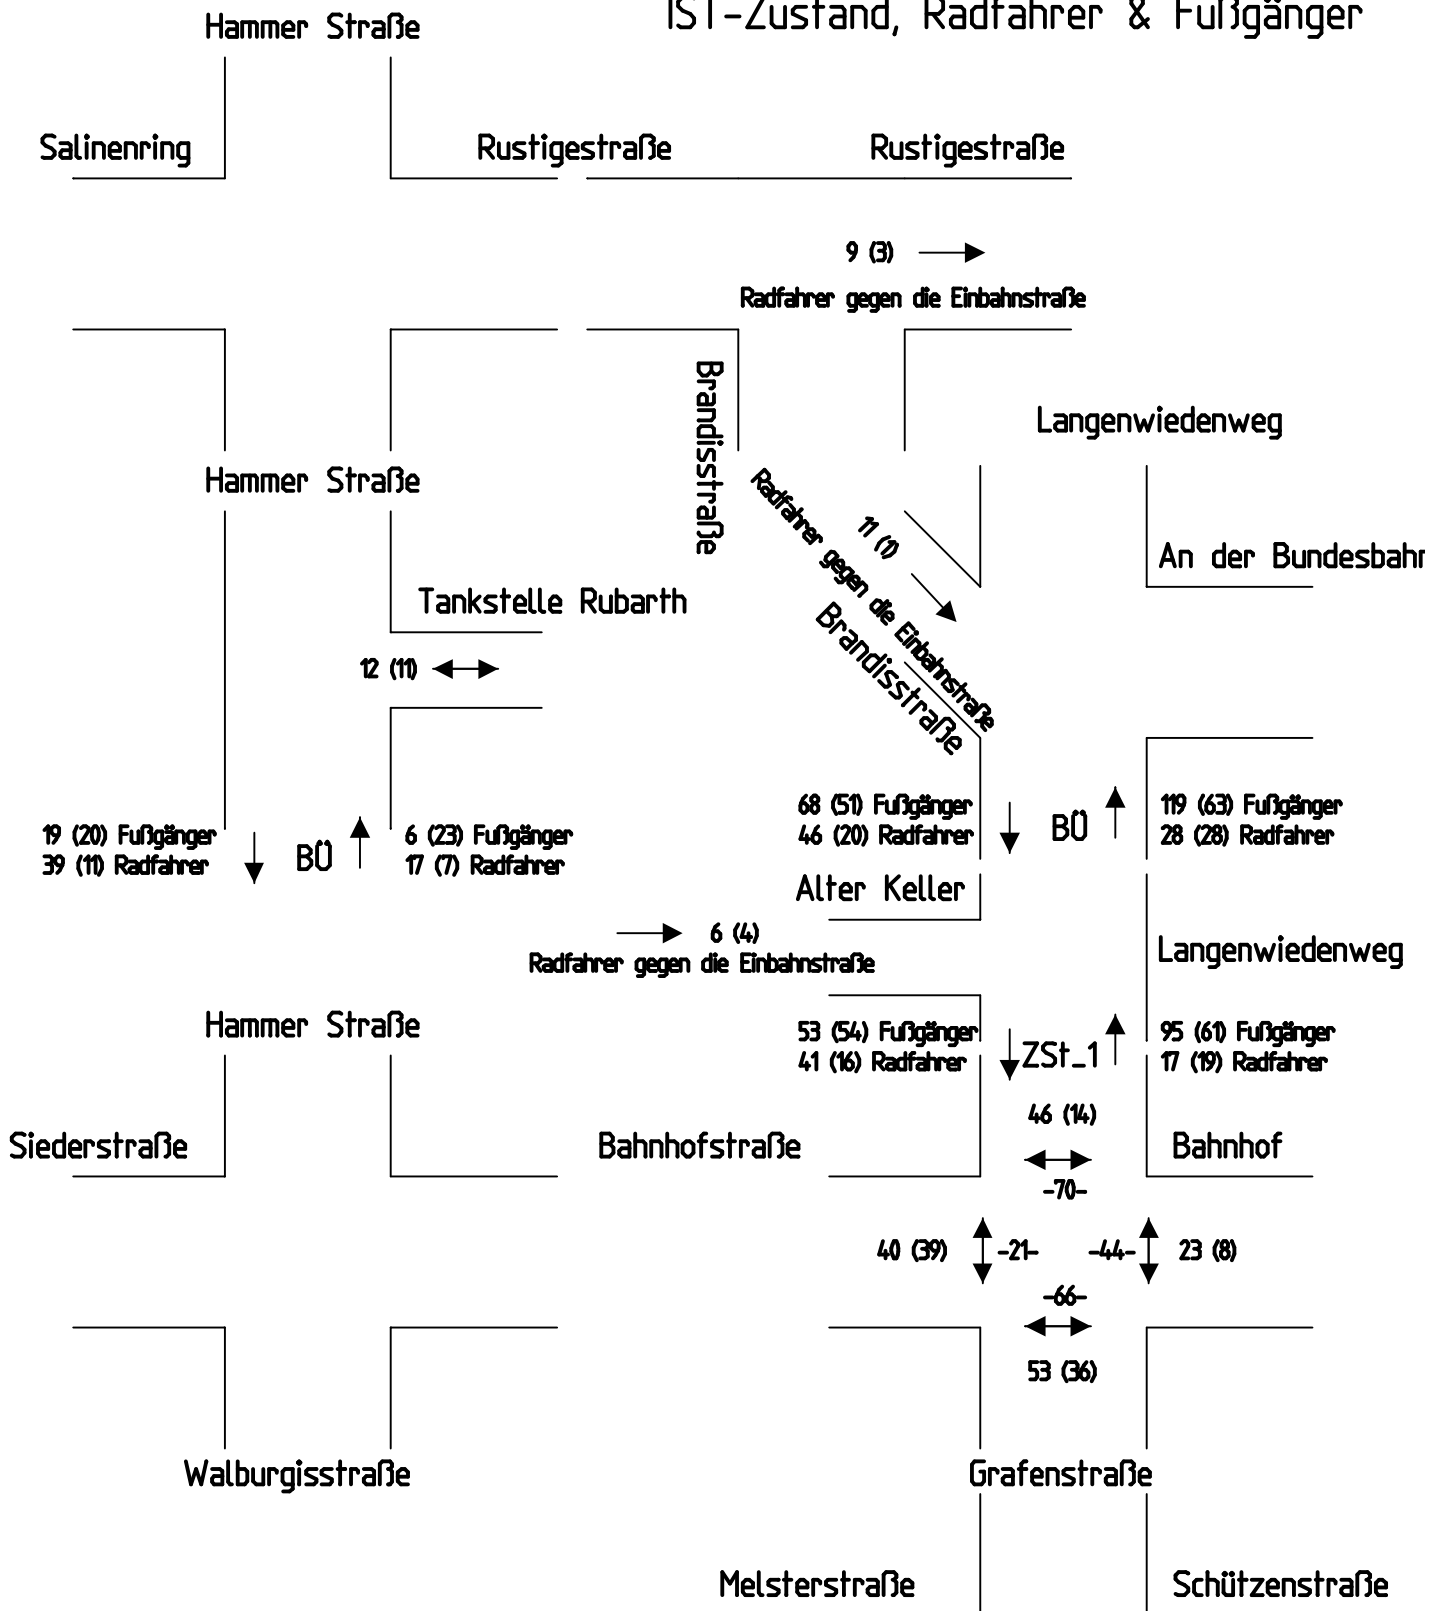 IST-Zustand, Radfahrer & Fußgänger
Hammer Straße
Salinenring
Rustigestraße
Rustigestraße
9 (3)
Radfahrer gegen die Einbahnstraße
Brandisstraße
Langenwiedenweg
Hammer Straße
Radfahrer gegen die Einbahnstraße
11 (1)
An der Bundesbahn
Tankstelle Rubarth
Brandisstraße
12 (11)
68 (51) Fußgänger
46 (20) Radfahrer
BÜ
119 (63) Fußgänger
28 (28) Radfahrer
19 (20) Fußgänger
39 (11) Radfahrer
BÜ
6 (23) Fußgänger
17 (7) Radfahrer
Alter Keller
6 (4)
Radfahrer gegen die Einbahnstraße
Langenwiedenweg
Hammer Straße
53 (54) Fußgänger
41 (16) Radfahrer
ZSt_1
95 (61) Fußgänger
17 (19) Radfahrer
46 (14)
Siederstraße
Bahnhofstraße
Bahnhof
-70-
40 (39)
-21-
-44-
23 (8)
-66-
53 (36)
Walburgisstraße
Grafenstraße
Melsterstraße
Schützenstraße